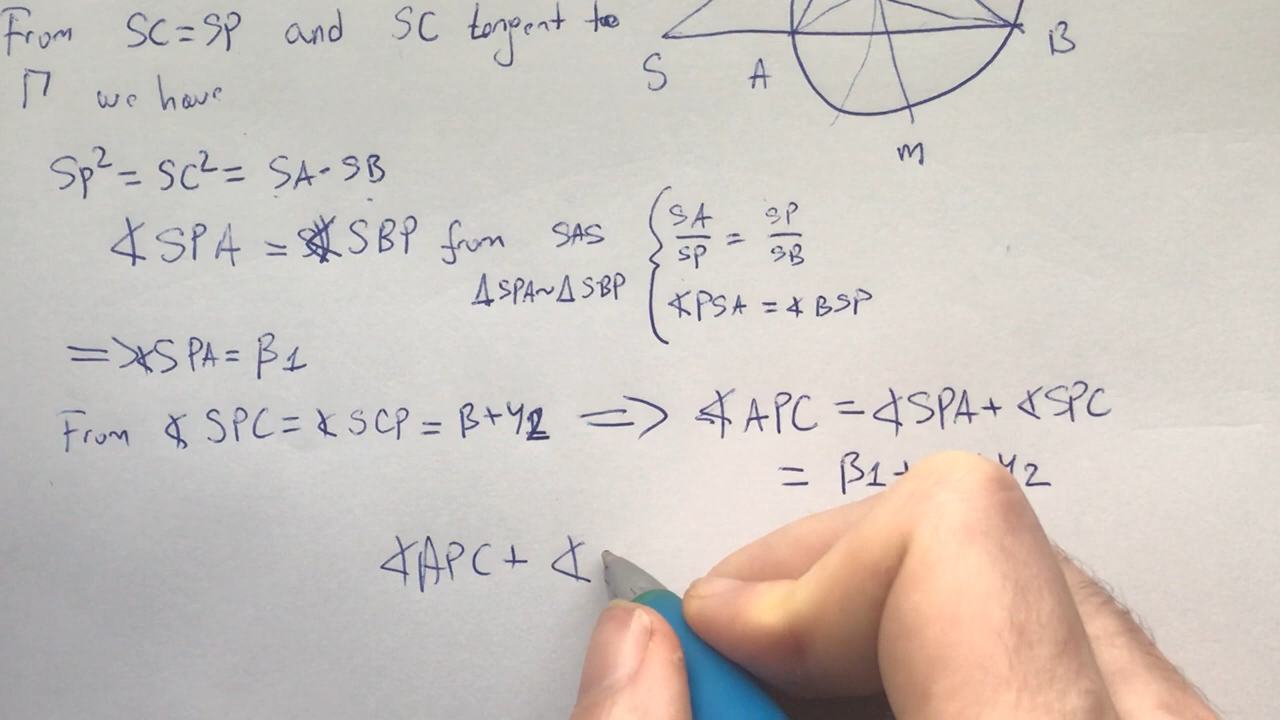 From SC=SP and SC tangent to
Γ we have
SP² = SC² = SA · SB
∢SPA = ∢SBP from SAS
ΔSPA~ΔSBP
SA/SP = SP/SB
∢PSA = ∢BSP
=> ∢SPA = β1
From ∢SPC = ∢SCP = β+γ2 => ∢APC = ∢SPA + ∢SPC
= β1+ γ2
∢APC + ∢
S
A
B
M